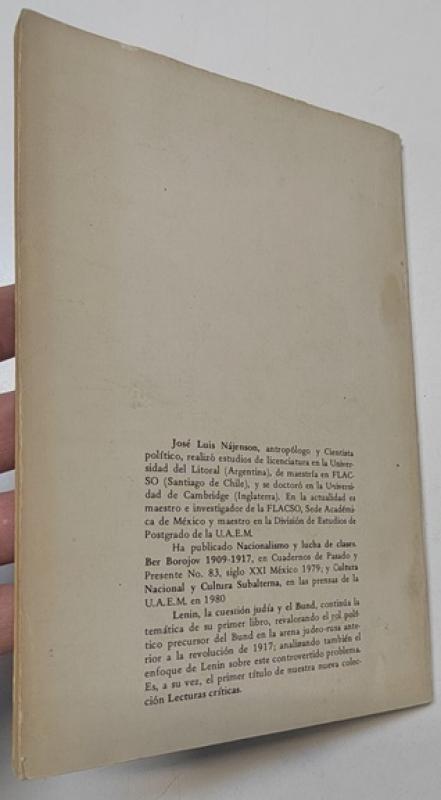 José Luis Nájenson, antropólogo y Cientista
político, realizó estudios de licenciatura en la Univer-
sidad del Litoral (Argentina), de maestría en FLAC-
SO (Santiago de Chile), y se doctoró en la Universi-
dad de Cambridge (Inglaterra). En la actualidad es
maestro e investigador de la FLACSO, Sede Académi-
ca de México y maestro en la División de Estudios de
Postgrado de la U.A.E.M.
Ha publicado Nacionalismo y lucha de clases.
Ber Borojov 1909-1917, en Cuadernos de Pasado y
Presente No. 83, siglo XXI México 1979; y Cultura
Nacional y Cultura Subalterna, en las prensas de la
U.A.E.M. en 1980
Lenin, la cuestión judía y el Bund, continúa la
temática de su primer libro, revalorando el rol polí-
tico precursor del Bund en la arena judeo-rusa ante-
rior a la revolución de 1917; analizando también el
enfoque de Lenin sobre este controvertido problema.
Es, a su vez, el primer título de nuestra nueva colec-
ción Lecturas críticas.